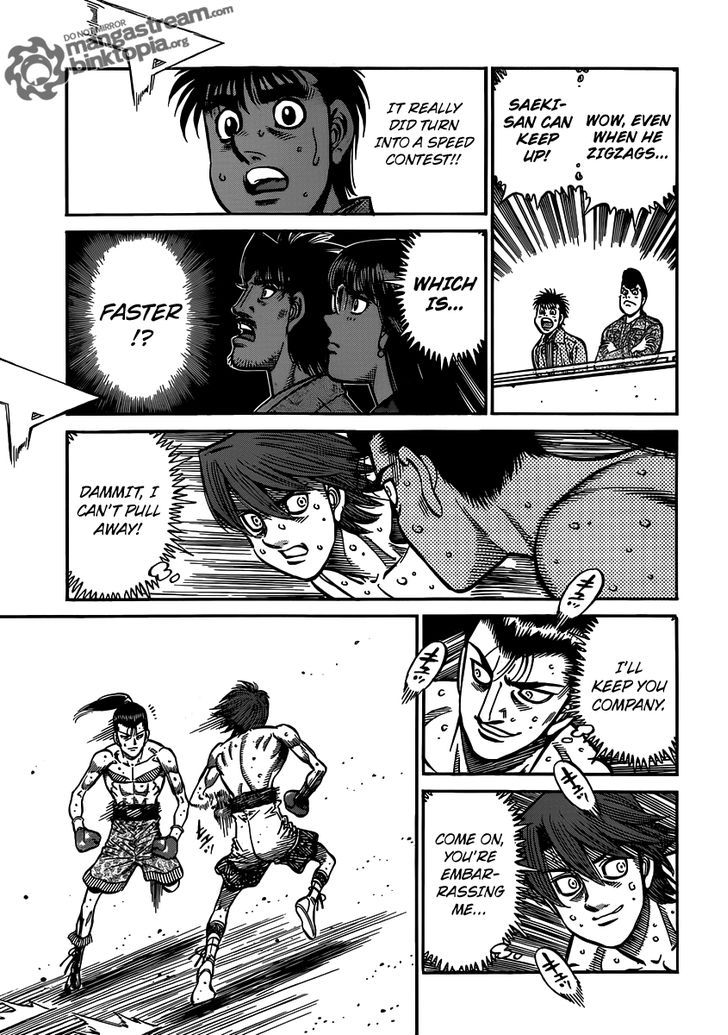 DO NOT MIRROR
mangastream.com
binktopia.org
WOW, EVEN
WHEN HE
ZIGZAGS...
SAEKI-
SAN CAN
KEEP
UP!
IT REALLY
DID TURN
INTO A SPEED
CONTEST!!
WHICH
IS...
FASTER
!?
DAMMIT, I
CAN'T PULL
AWAY!
I'LL
KEEP YOU
COMPANY.
COME ON,
YOU'RE
EMBAR-
RASSING
ME...